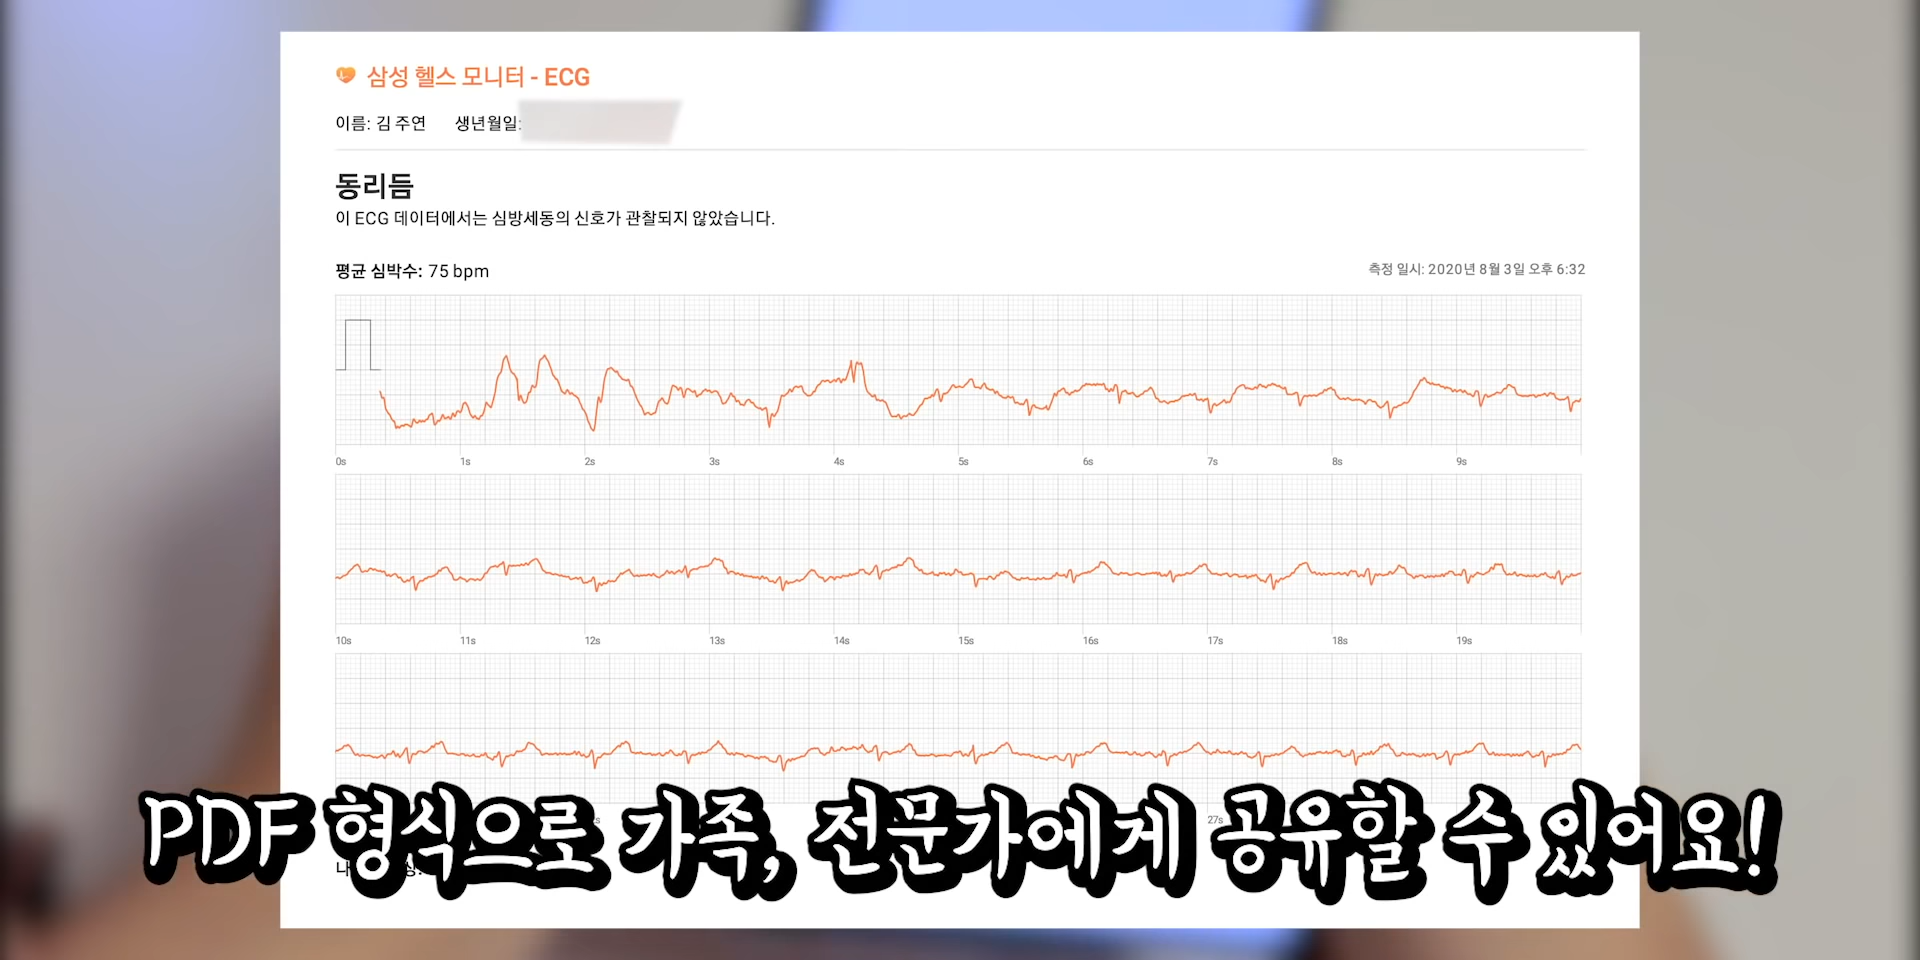 삼성 헬스 모니터 - ECG
이름: 김 주연 생년월일:
동리듬
이 ECG 데이터에서는 심방세동의 신호가 관찰되지 않았습니다.
평균 심박수: 75 bpm
측정 일시: 2020년 8월 3일 오후 6:32
0s 1s 2s 3s 4s 5s 6s 7s 8s 9s
10s 11s 12s 13s 14s 15s 16s 17s 18s 19s
27s
PDF 형식으로 가족, 전문가에게 공유할 수 있어요!